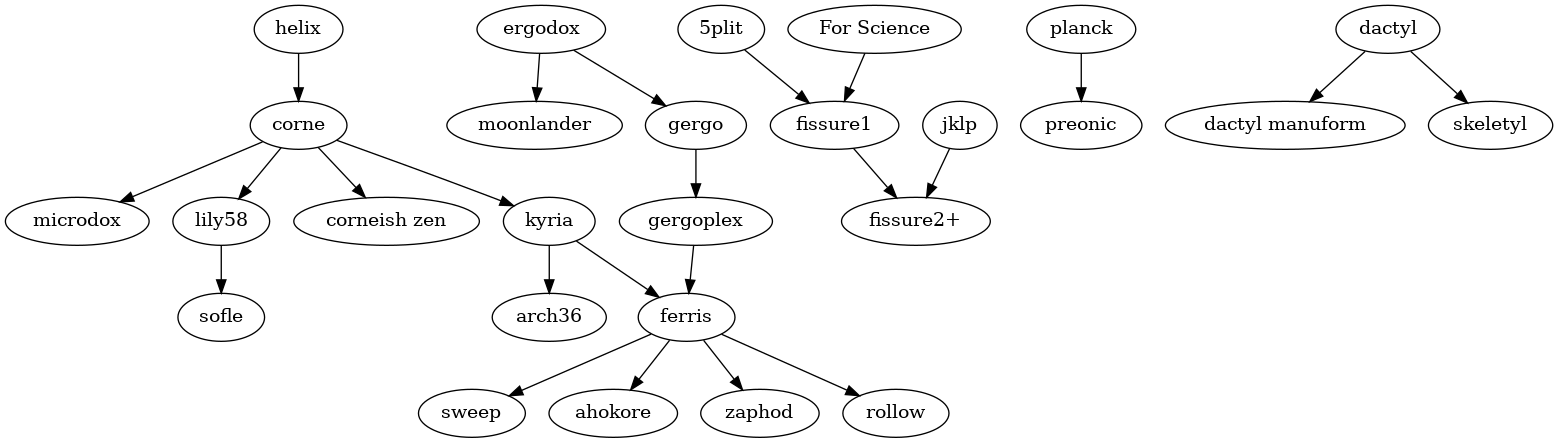 helix
ergodox
5plit
For Science
planck
dactyl
corne
moonlander
gergo
fissure1
jklp
preonic
dactyl manuform
skeletyl
microdox
lily58
corneish zen
kyria
gergoplex
fissure2+
sofle
arch36
ferris
sweep
ahokore
zaphod
rollow